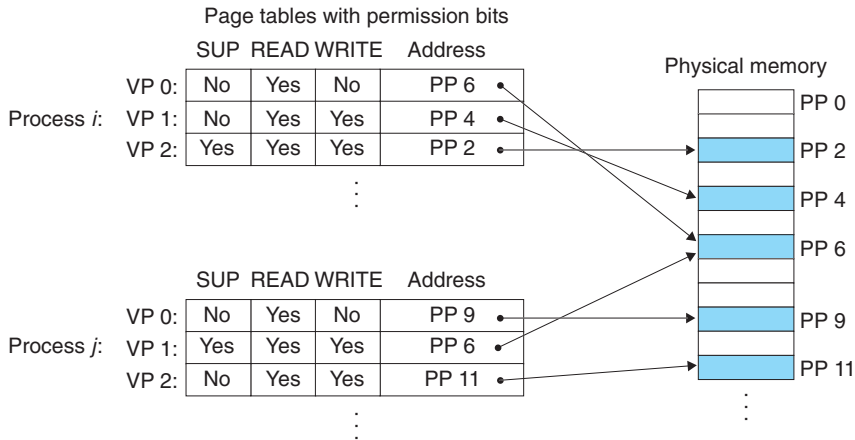 Page tables with permission bits
SUP READ WRITE Address
VP 0: No Yes No PP 6
Process i: VP 1: No Yes Yes PP 4
VP 2: Yes Yes Yes PP 2
Physical memory
PP 0
PP 2
PP 4
PP 6
PP 9
PP 11
SUP READ WRITE Address
VP 0: No Yes No PP 9
Process j: VP 1: Yes Yes Yes PP 6
VP 2: No Yes Yes PP 11